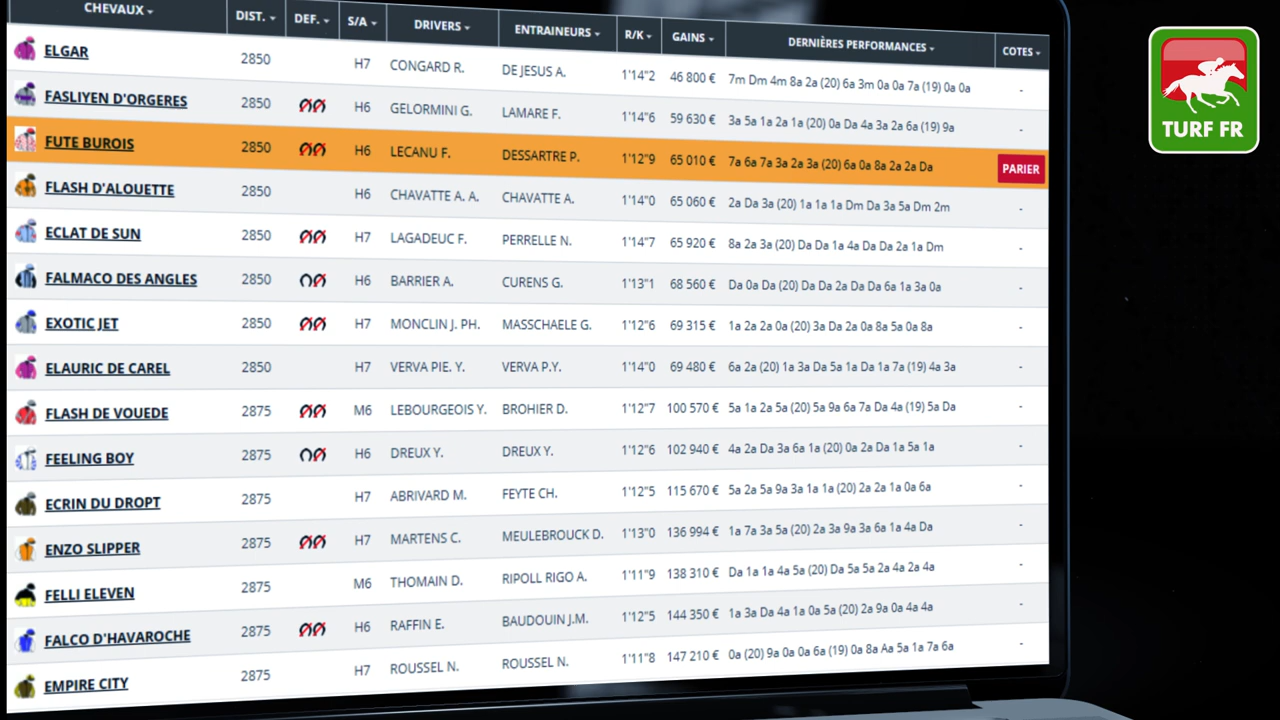 CHEVAUX DIST. DEF. S/A DRIVERS ENTRAINEURS R/K GAINS DERNIÈRES PERFORMANCES COTES
ELGAR 2850 H7 CONGARD R. DE JESUS A. 1'14"2 46 800 € 7m Dm 4m 8a 2a (20) 6a 3m 0a 0a 7a (19) 0a 0a -
FASLIYEN D'ORGERES 2850 H6 GELORMINI G. LAMARE F. 1'14"6 59 630 € 3a 5a 1a 2a 1a (20) 0a Da 4a 3a 2a 6a (19) 9a -
FUTE BUROIS 2850 H6 LECANU F. DESSARTRE P. 1'12"9 65 010 € 7a 6a 7a 3a 2a 3a (20) 6a 0a 8a 2a 2a Da PARIER
FLASH D'ALOUETTE 2850 H6 CHAVATTE A. A. CHAVATTE A. 1'14"0 65 060 € 2a Da 3a (20) 1a 1a 1a Dm Da 3a 5a Dm 2m -
ECLAT DE SUN 2850 H7 LAGADEUC F. PERRELLE N. 1'14"7 65 920 € 8a 2a 3a (20) Da Da 1a 4a Da Da 2a 1a Dm -
FALMACO DES ANGLES 2850 H6 BARRIER A. CURENS G. 1'13"1 68 560 € Da 0a Da (20) Da Da 2a Da Da 6a 1a 3a 0a -
EXOTIC JET 2850 H7 MONCLIN J. PH. MASSCHAELE G. 1'12"6 69 315 € 1a 2a 2a 0a (20) 3a Da 2a 0a 8a 5a 0a 8a -
ELAURIC DE CAREL 2850 H7 VERVA PIE. Y. VERVA P.Y. 1'14"0 69 480 € 6a 2a (20) 1a 3a Da 5a 1a Da 1a 7a (19) 4a 3a -
FLASH DE VOUEDE 2875 M6 LEBOURGEOIS Y. BROHIER D. 1'12"7 100 570 € 5a 1a 2a 5a (20) 5a 9a 6a 7a Da 4a (19) 5a Da -
FEELING BOY 2875 H6 DREUX Y. DREUX Y. 1'12"6 102 940 € 4a 2a Da 3a 6a 1a (20) 0a 2a Da 1a 5a 1a -
ECRIN DU DROPT 2875 H7 ABRIVARD M. FEYTE CH. 1'12"5 115 670 € 5a 2a 5a 9a 3a 1a 1a (20) 2a 2a 1a 0a 6a -
ENZO SLIPPER 2875 H7 MARTENS C. MEULEBROUCK D. 1'13"0 136 994 € 1a 7a 3a 5a (20) 2a 3a 9a 3a 6a 1a 4a Da -
FELLI ELEVEN 2875 M6 THOMAIN D. RIPOLL RIGO A. 1'11"9 138 310 € Da 1a 1a 4a 5a (20) Da 5a 5a 2a 4a 2a 4a -
FALCO D'HAVAROCHE 2875 H6 RAFFIN E. BAUDOUIN J.M. 1'12"5 144 350 € 1a 3a Da 4a 1a 0a 5a (20) 2a 9a 0a 4a 4a -
EMPIRE CITY 2875 H7 ROUSSEL N. ROUSSEL N. 1'11"8 147 210 € 0a (20) 9a 0a 0a 6a (19) 0a 8a Aa 5a 1a 7a 6a -
TURF FR